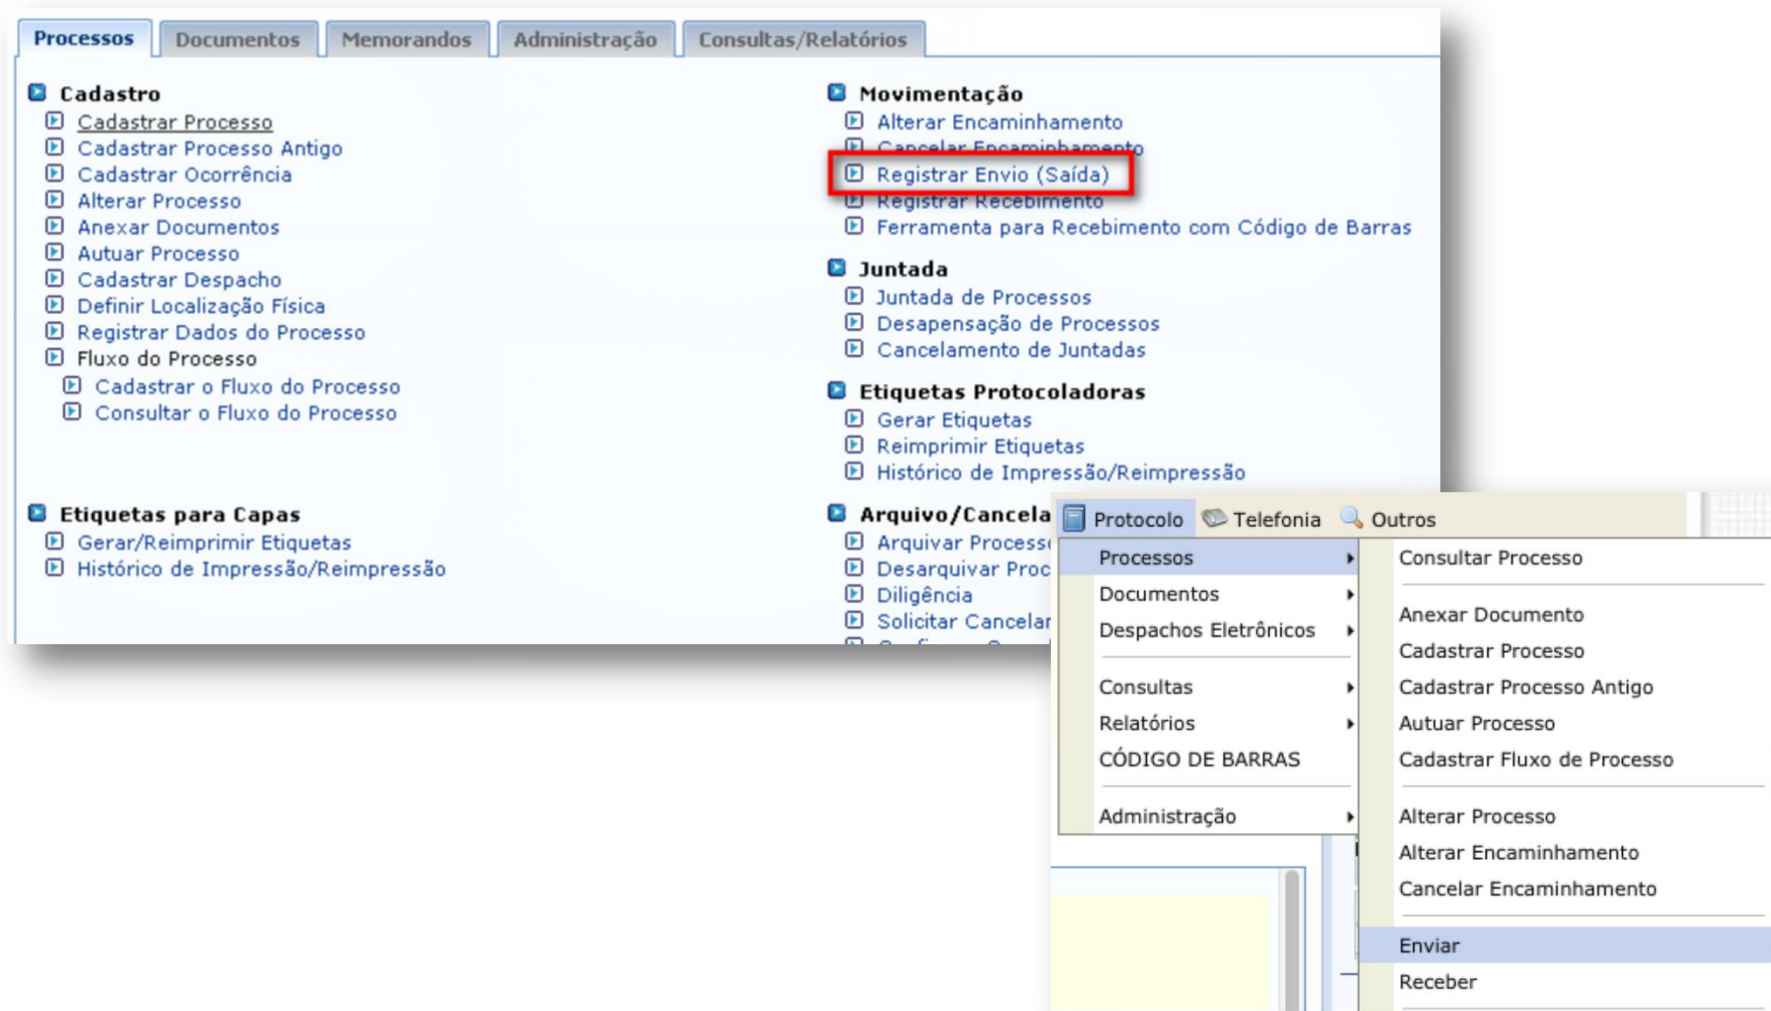 Processos Documentos Memorandos Administração Consultas/Relatórios
Cadastro
Cadastrar Processo
Cadastrar Processo Antigo
Cadastrar Ocorrência
Alterar Processo
Anexar Documentos
Autuar Processo
Cadastrar Despacho
Definir Localização Física
Registrar Dados do Processo
Fluxo do Processo
Cadastrar o Fluxo do Processo
Consultar o Fluxo do Processo
Etiquetas para Capas
Gerar/Reimprimir Etiquetas
Histórico de Impressão/Reimpressão
Movimentação
Alterar Encaminhamento
Cancelar Encaminhamento
Registrar Envio (Saída)
Registrar Recebimento
Ferramenta para Recebimento com Código de Barras
Juntada
Juntada de Processos
Desapensação de Processos
Cancelamento de Juntadas
Etiquetas Protocoladoras
Gerar Etiquetas
Reimprimir Etiquetas
Histórico de Impressão/Reimpressão
Arquivo/Cancela
Arquivar Process
Desarquivar Proc
Diligência
Solicitar Cancelar
Protocolo Telefonia Outros
Processos
Documentos
Despachos Eletrônicos
Consultas
Relatórios
CÓDIGO DE BARRAS
Administração
Consultar Processo
Anexar Documento
Cadastrar Processo
Cadastrar Processo Antigo
Autuar Processo
Cadastrar Fluxo de Processo
Alterar Processo
Alterar Encaminhamento
Cancelar Encaminhamento
Enviar
Receber